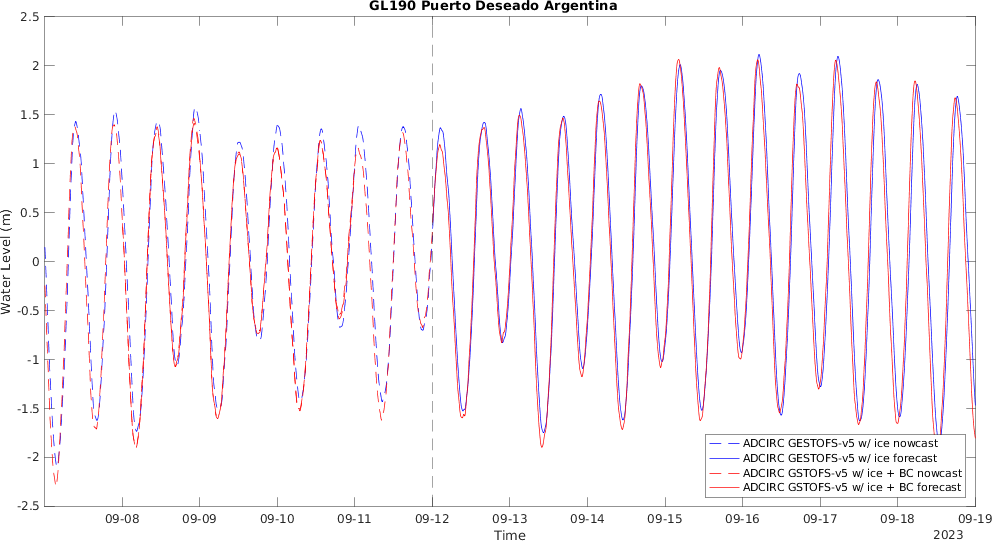 GL190 Puerto Deseado Argentina
2.5
2
1.5
1
0.5
0
-0.5
-1
-1.5
-2
-2.5
Water Level (m)
09-08 09-09 09-10 09-11 09-12 09-13 09-14 09-15 09-16 09-17 09-18 09-19
Time
2023
ADCIRC GESTOFS-v5 w/ ice nowcast
ADCIRC GESTOFS-v5 w/ ice forecast
ADCIRC GSTOFS-v5 w/ ice + BC nowcast
ADCIRC GSTOFS-v5 w/ ice + BC forecast